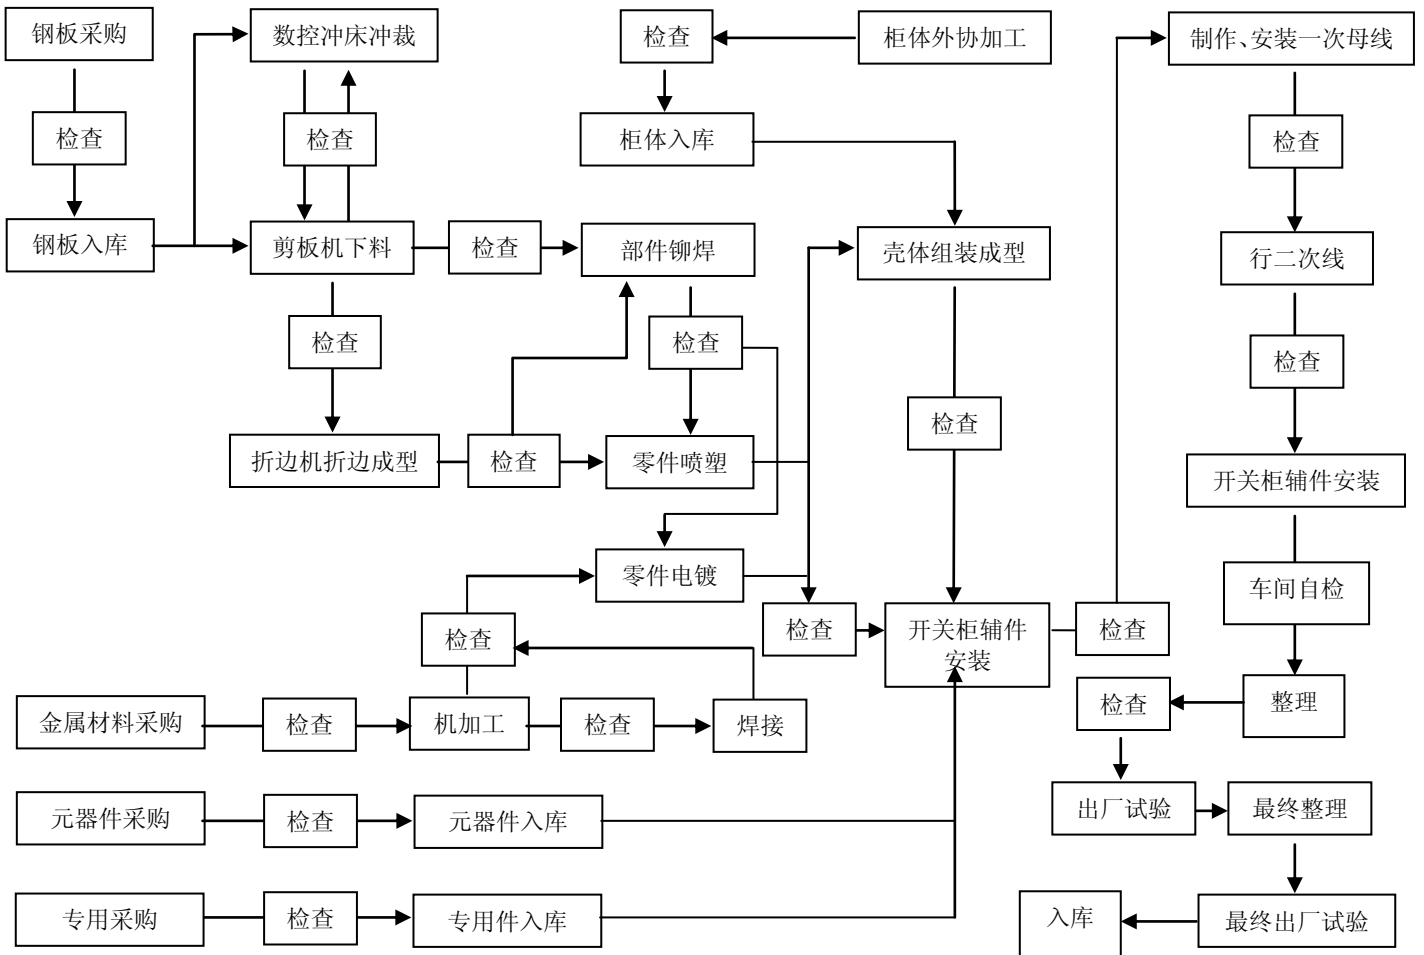 钢板采购
数控冲床冲裁
检查
柜体外协加工
制作、安装一次母线
检查
检查
柜体入库
检查
钢板入库
剪板机下料
检查
部件铆焊
壳体组装成型
行二次线
检查
检查
检查
检查
折边机折边成型
检查
零件喷塑
开关柜辅件安装
零件电镀
车间自检
检查
检查
开关柜辅件
安装
检查
金属材料采购
检查
机加工
检查
焊接
检查
整理
元器件采购
检查
元器件入库
出厂试验
最终整理
专用采购
检查
专用件入库
入库
最终出厂试验